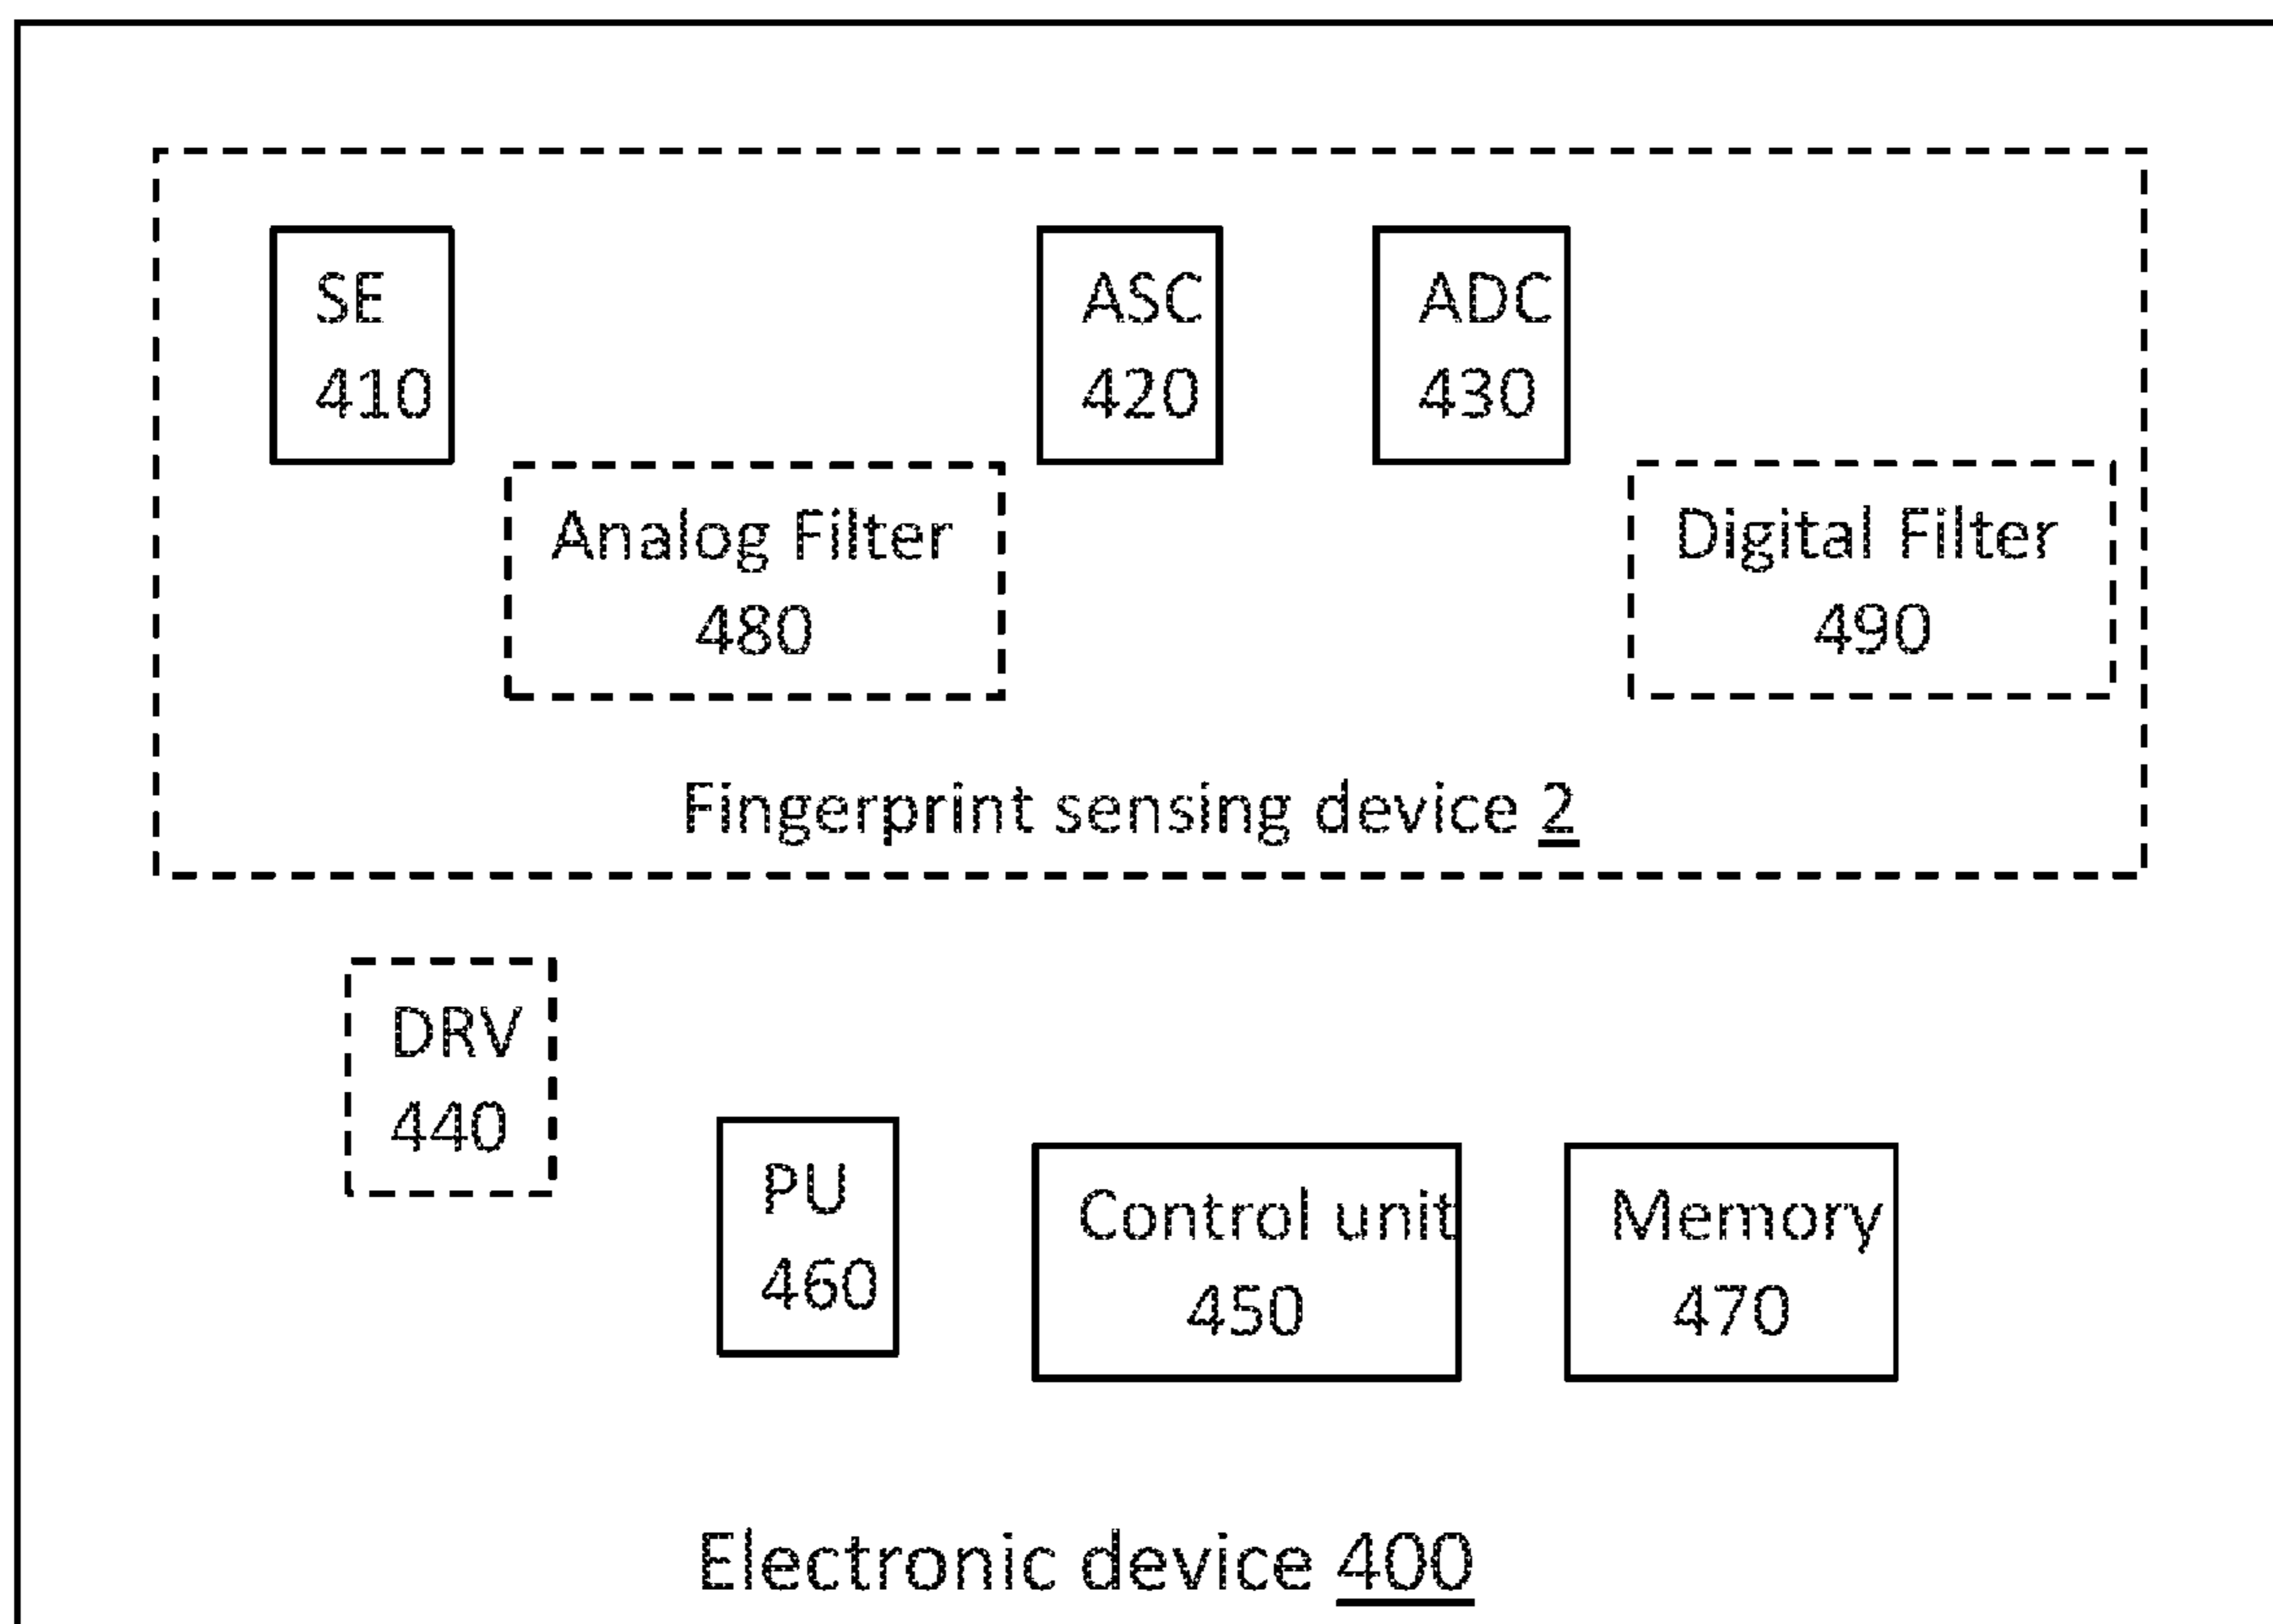 SE
410
ASC
420
ADC
430
Analog Filter
480
Digital Filter
490
Fingerprint sensing device 2
DRV
440
PU
460
Control unit
450
Memory
470
Electronic device 400